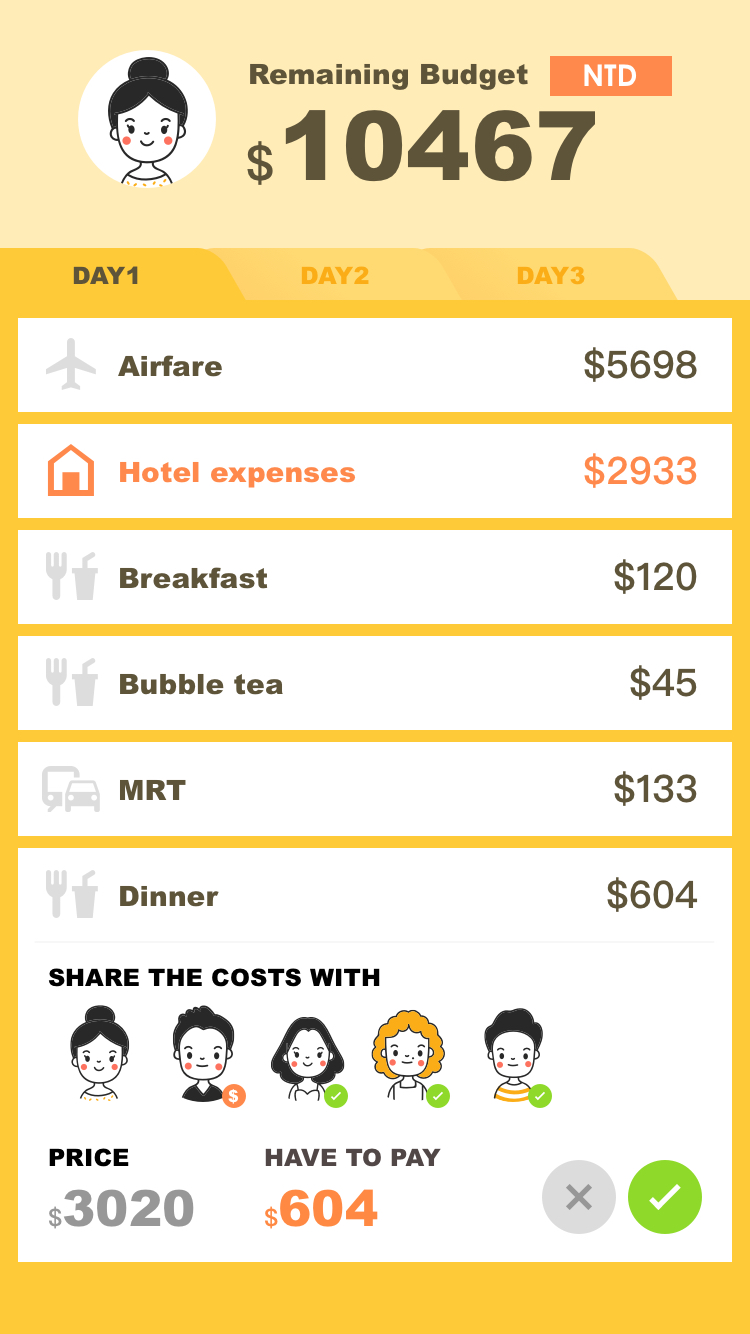 Remaining Budget NTD
$10467
DAY1 DAY2 DAY3
Airfare $5698
Hotel expenses $2933
Breakfast $120
Bubble tea $45
MRT $133
Dinner $604
SHARE THE COSTS WITH
$
PRICE HAVE TO PAY
$3020 $604